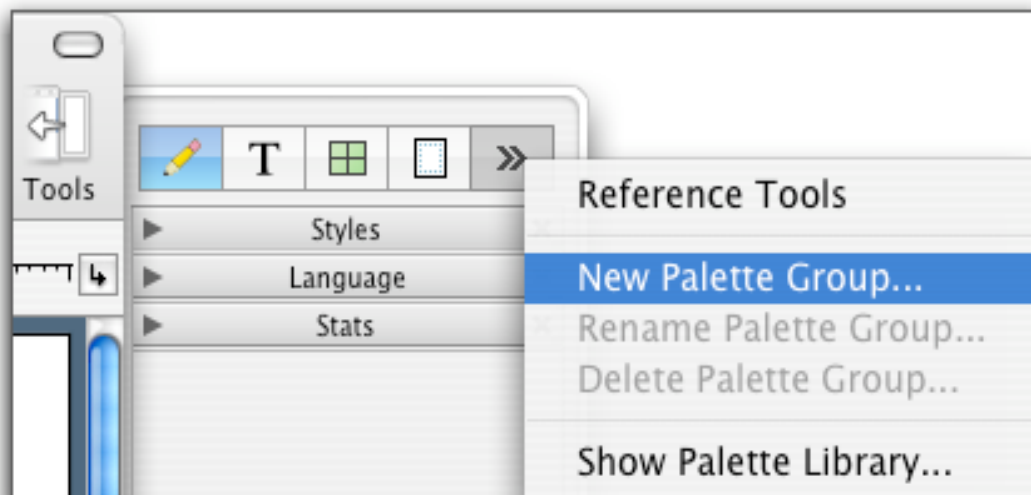 Tools
T
Styles
Language
Stats
Reference Tools
New Palette Group...
Rename Palette Group...
Delete Palette Group...
Show Palette Library...